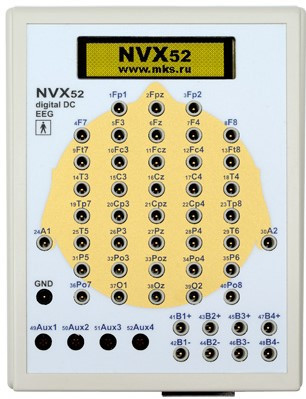 NVX52
www.mks.ru
NVX52
digital DC
EEG
1Fp1 2Fpz 3Fp2
4F7 5F3 6Fz 7F4 8F8
9Ft7 10Fc3 11Fcz 12Fc4 13Ft8
14T3 15C3 16Cz 17C4 18T4
19Tp7 20Cp3 21Cpz 22Cp4 23Tp8
24A1 25T5 26P3 27Pz 28P4 29T6 30A2
31P5 32Po3 33Poz 34Po4 35P6
GND 36Po7 37O1 38Oz 39O2 40Po8
49Aux1 50Aux2 51Aux3 52Aux4
41B1+ 43B2+ 45B3+ 47B4+
42B1- 44B2- 46B3- 48B4-